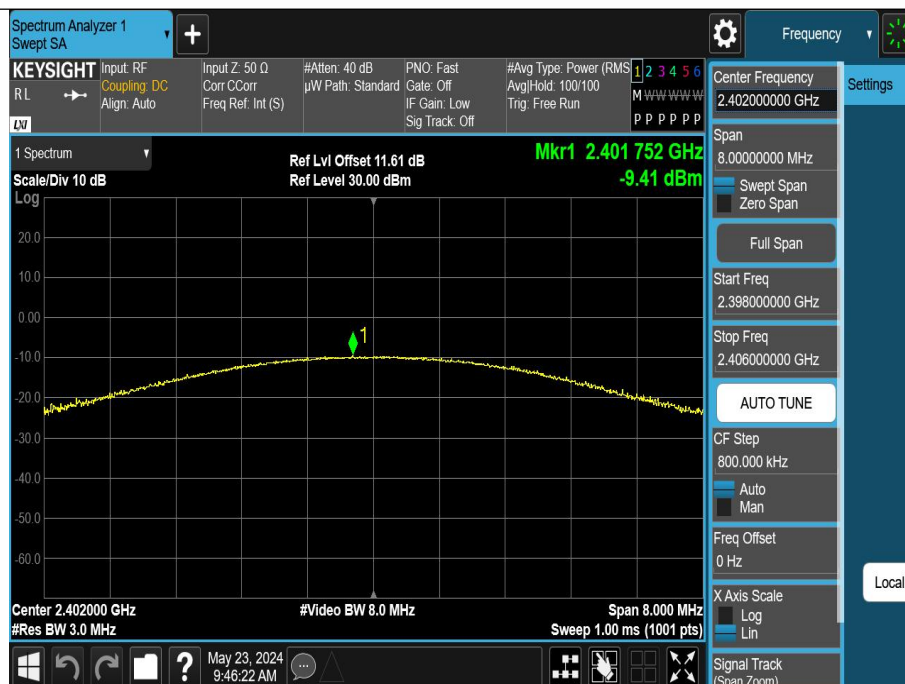 Spectrum Analyzer 1
Swept SA
Frequency
KEYSIGHT
RL
LXI
Input: RF
Coupling: DC
Align: Auto
Input Z: 50 Ω
Corr CCorr
Freq Ref: Int (S)
#Atten: 40 dB
µW Path: Standard
PNO: Fast
Gate: Off
IF Gain: Low
Sig Track: Off
#Avg Type: Power (RMS
Avg|Hold: 100/100
Trig: Free Run
1 2 3 4 5 6
M W W W W W
P P P P P P
1 Spectrum
Scale/Div 10 dB
Log
Ref Lvl Offset 11.61 dB
Ref Level 30.00 dBm
Mkr1 2.401 752 GHz
-9.41 dBm
20.0
10.0
0.00
-10.0
-20.0
-30.0
-40.0
-50.0
-60.0
1
Center 2.402000 GHz
#Res BW 3.0 MHz
#Video BW 8.0 MHz
Span 8.000 MHz
Sweep 1.00 ms (1001 pts)
Center Frequency
2.402000000 GHz
Span
8.00000000 MHz
Swept Span
Zero Span
Full Span
Start Freq
2.398000000 GHz
Stop Freq
2.406000000 GHz
AUTO TUNE
CF Step
800.000 kHz
Auto
Man
Freq Offset
0 Hz
X Axis Scale
Log
Lin
Signal Track
(Span Zoom)
Settings
Local
?
May 23, 2024
9:46:22 AM